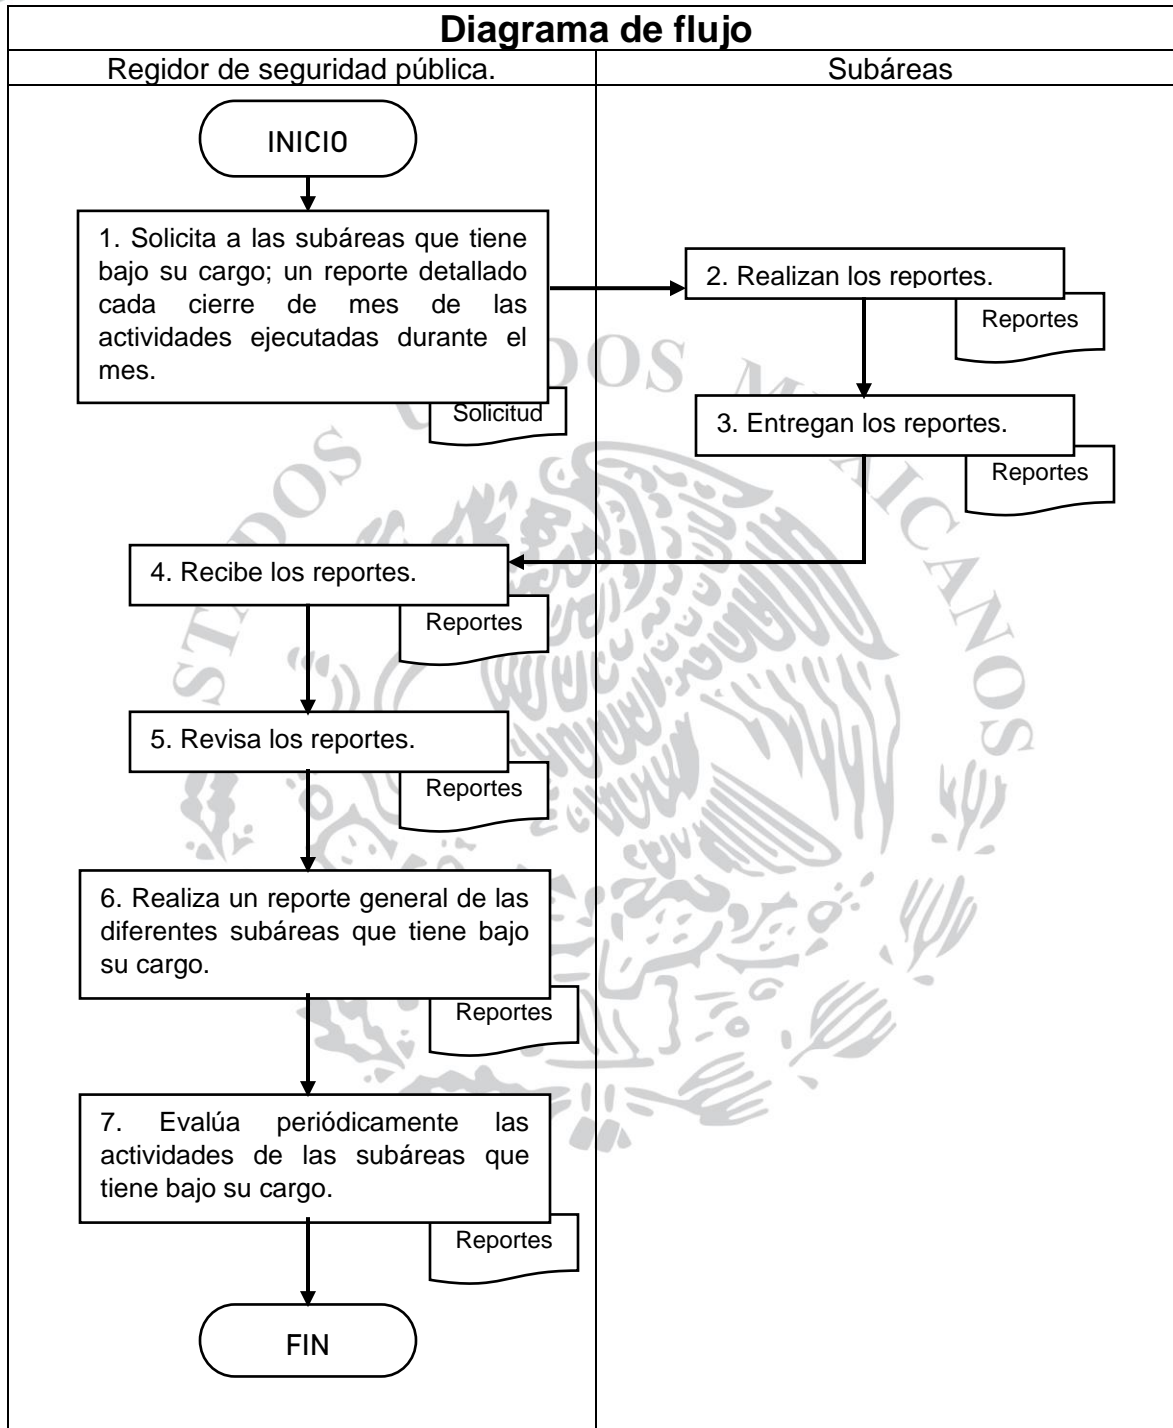 Diagrama de flujo
Regidor de seguridad pública.
Subáreas
INICIO
1. Solicita a las subáreas que tiene
bajo su cargo; un reporte detallado
cada cierre de mes de las
actividades ejecutadas durante el
mes.
Solicitud
2. Realizan los reportes.
Reportes
3. Entregan los reportes.
Reportes
4. Recibe los reportes.
Reportes
5. Revisa los reportes.
Reportes
6. Realiza un reporte general de las
diferentes subáreas que tiene bajo
su cargo.
Reportes
7. Evalúa periódicamente las
actividades de las subáreas que
tiene bajo su cargo.
Reportes
FIN